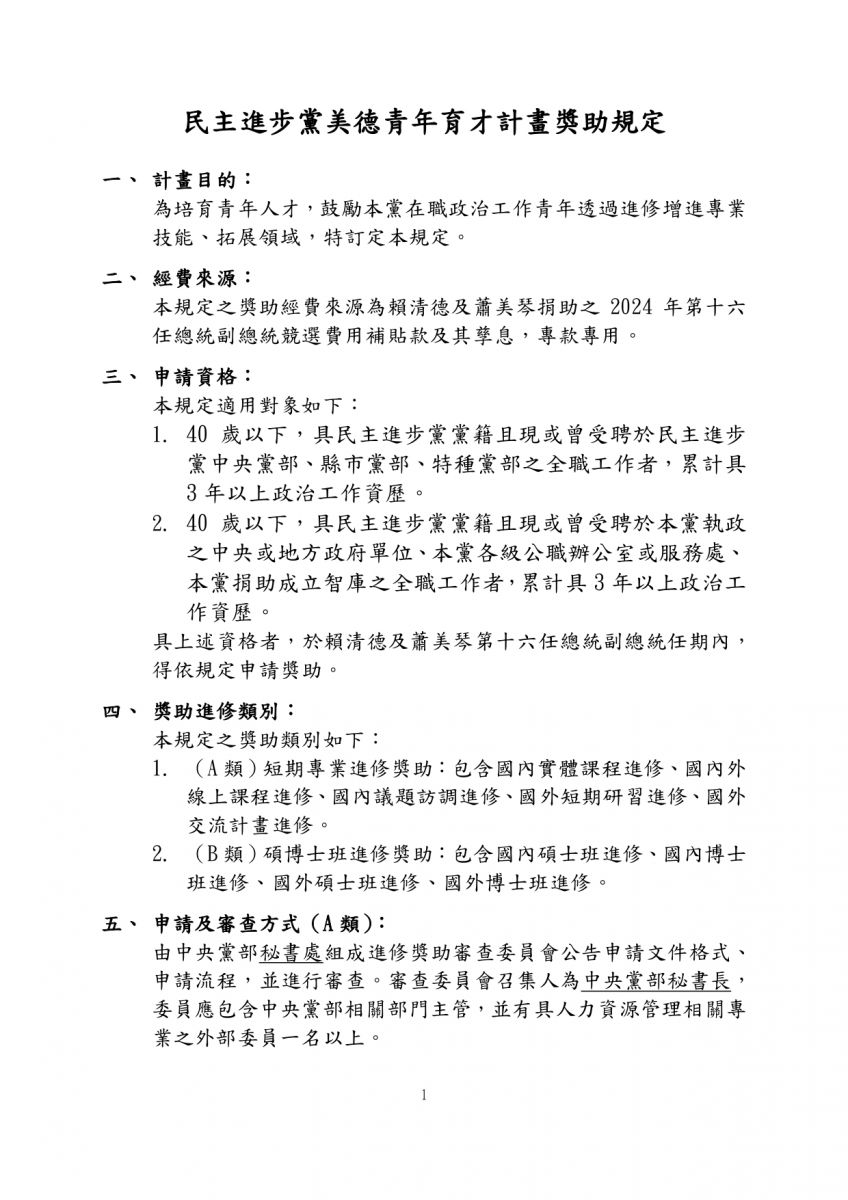 民主進步黨美德青年育才計畫獎助規定
一、 計畫目的：
為培育青年人才，鼓勵本黨在職政治工作青年透過進修增進專業
技能、拓展領域，特訂定本規定。
二、 經費來源：
本規定之獎助經費來源為賴清德及蕭美琴捐助之 2024 年第十六
任總統副總統競選費用補貼款及其孳息，專款專用。
三、 申請資格：
本規定適用對象如下：
1. 40 歲以下，具民主進步黨黨籍且現或曾受聘於民主進步
黨中央黨部、縣市黨部、特種黨部之全職工作者，累計具
3 年以上政治工作資歷。
2. 40 歲以下，具民主進步黨黨籍且現或曾受聘於本黨執政
之中央或地方政府單位、本黨各級公職辦公室或服務處、
本黨捐助成立智庫之全職工作者，累計具 3 年以上政治工
作資歷。
具上述資格者，於賴清德及蕭美琴第十六任總統副總統任期內，
得依規定申請獎助。
四、 獎助進修類別：
本規定之獎助類別如下：
1. （A 類）短期專業進修獎助：包含國內實體課程進修、國內外
線上課程進修、國內議題訪調進修、國外短期研習進修、國外
交流計畫進修。
2. （B 類）碩博士班進修獎助：包含國內碩士班進修、國內博士
班進修、國外碩士班進修、國外博士班進修。
五、 申請及審查方式（A 類）：
由中央黨部秘書處組成進修獎助審查委員會公告申請文件格式、
申請流程，並進行審查。審查委員會召集人為中央黨部秘書長，
委員應包含中央黨部相關部門主管，並有具人力資源管理相關專
業之外部委員一名以上。
1